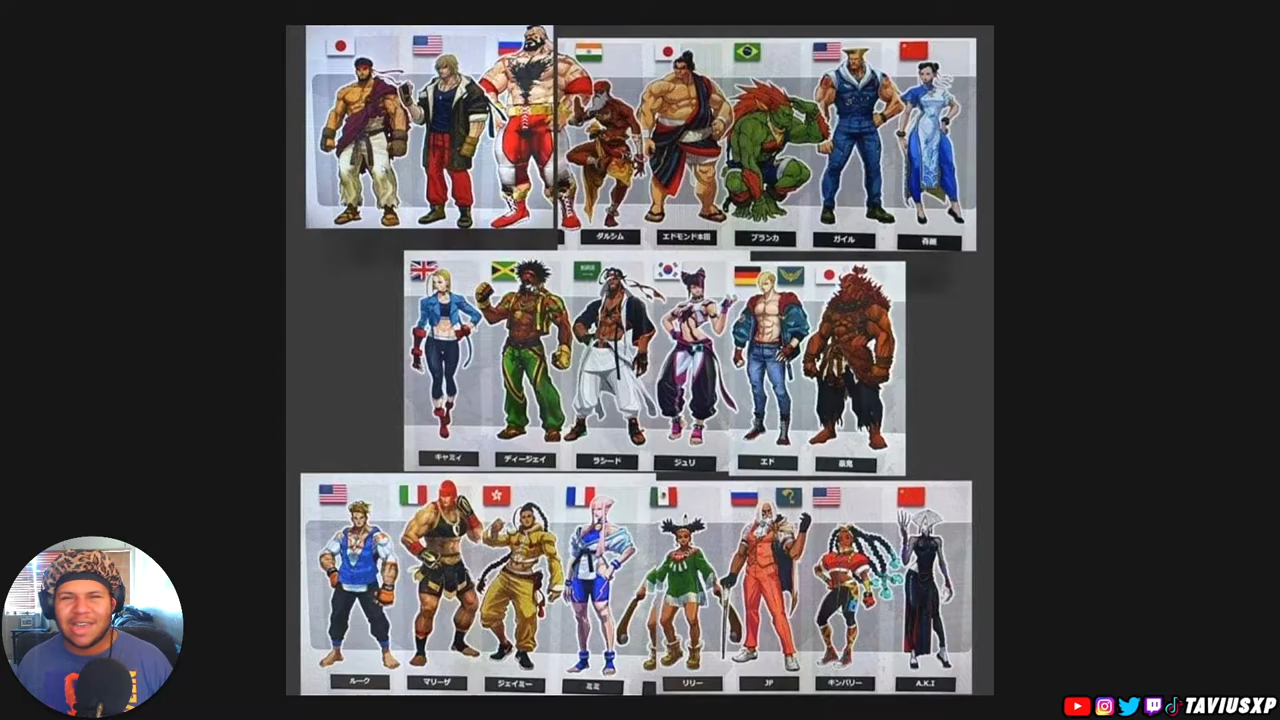 ダルシム
エドモンド本田
ブランカ
ガイル
春麗
キャミィ
ディージェイ
ラシード
ジュリ
エド
豪鬼
ルーク
マリーザ
ジェイミー
ミミ
リリー
JP
キンバリー
A.K.I
TAVIUSXP